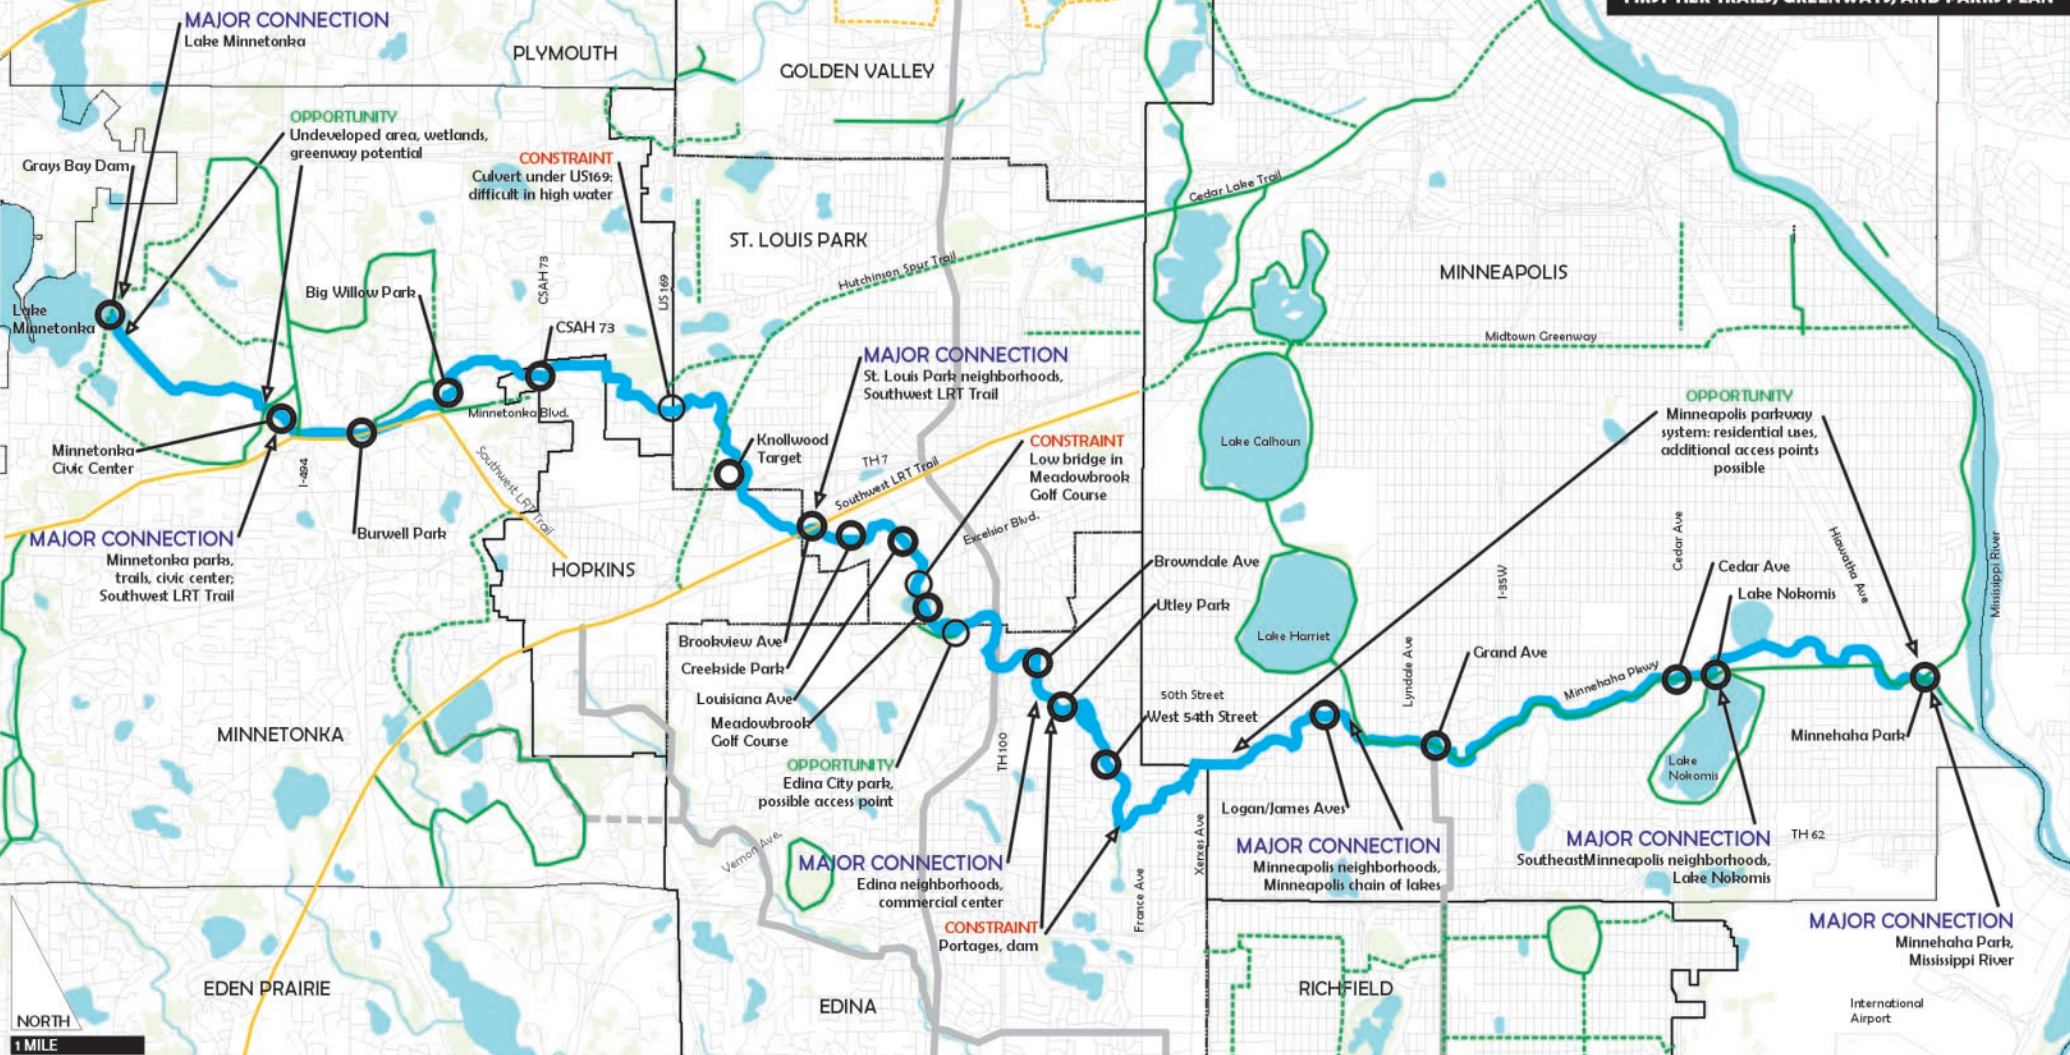 FIRST TIER TRAILS, GREENWAYS, AND PARKS PLAN
MAJOR CONNECTION
Lake Minnetonka
PLYMOUTH
GOLDEN VALLEY
OPPORTUNITY
Undeveloped area, wetlands,
greenway potential
Grays Bay Dam
CONSTRAINT
Culvert under US169:
difficult in high water
Cedar Lake Trail
ST. LOUIS PARK
Hutchinson Spur Trail
MINNEAPOLIS
CSAH 73
US 169
Big Willow Park
Lake
Minnetonka
CSAH 73
Midtown Greenway
MAJOR CONNECTION
St. Louis Park neighborhoods,
Southwest LRT Trail
OPPORTUNITY
Minneapolis parkway
system: residential uses,
additional access points
possible
Minnetonka Blvd.
Minnetonka
Civic Center
I-494
Southwest LRT Trail
Knollwood
Target
TH 7
Southwest LRT Trail
CONSTRAINT
Low bridge in
Meadowbrook
Golf Course
Lake Calhoun
Excelsior Blvd.
Burwell Park
MAJOR CONNECTION
Minnetonka parks,
trails, civic center;
Southwest LRT Trail
HOPKINS
Browndale Ave
Utley Park
Lake Harriet
I-35W
Cedar Ave
Hiawatha Ave
Mississippi River
Cedar Ave
Lake Nokomis
Brookview Ave
Creekside Park
Louisiana Ave
Meadowbrook
Golf Course
Lyndale Ave
Grand Ave
Minnehaha Pkwy
50th Street
West 54th Street
MINNETONKA
TH 100
OPPORTUNITY
Edina City park,
possible access point
Minnehaha Park
Lake
Nokomis
Logan/James Aves
Vernon Ave.
MAJOR CONNECTION
Edina neighborhoods,
commercial center
Xerxes Ave
France Ave
MAJOR CONNECTION
Minneapolis neighborhoods,
Minneapolis chain of lakes
MAJOR CONNECTION
SoutheastMinneapolis neighborhoods,
Lake Nokomis
TH 62
CONSTRAINT
Portages, dam
MAJOR CONNECTION
Minnehaha Park,
Mississippi River
EDEN PRAIRIE
EDINA
RICHFIELD
International
Airport
NORTH
1 MILE